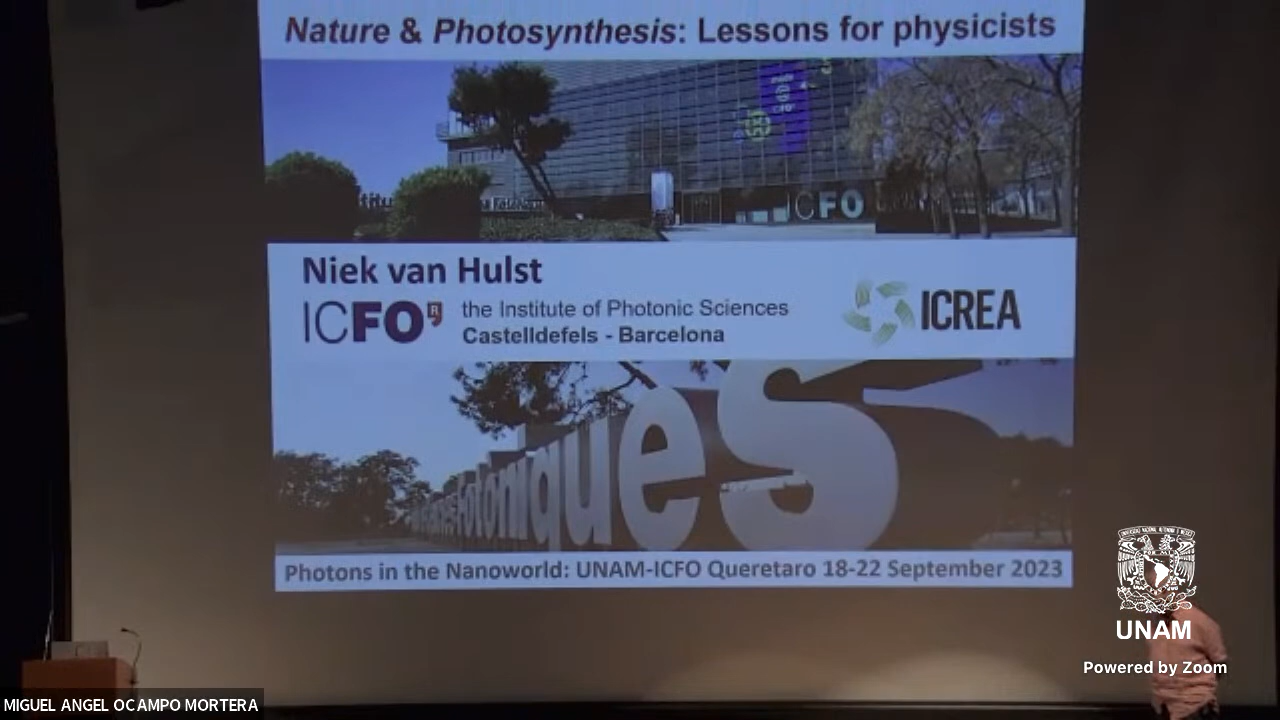 Nature & Photosynthesis: Lessons for physicists
ICFO
Niek van Hulst
ICFO
the Institute of Photonic Sciences
Castelldefels - Barcelona
ICREA
Photons in the Nanoworld: UNAM-ICFO Queretaro 18-22 September 2023
UNAM
Powered by Zoom
MIGUEL ANGEL OCAMPO MORTERA